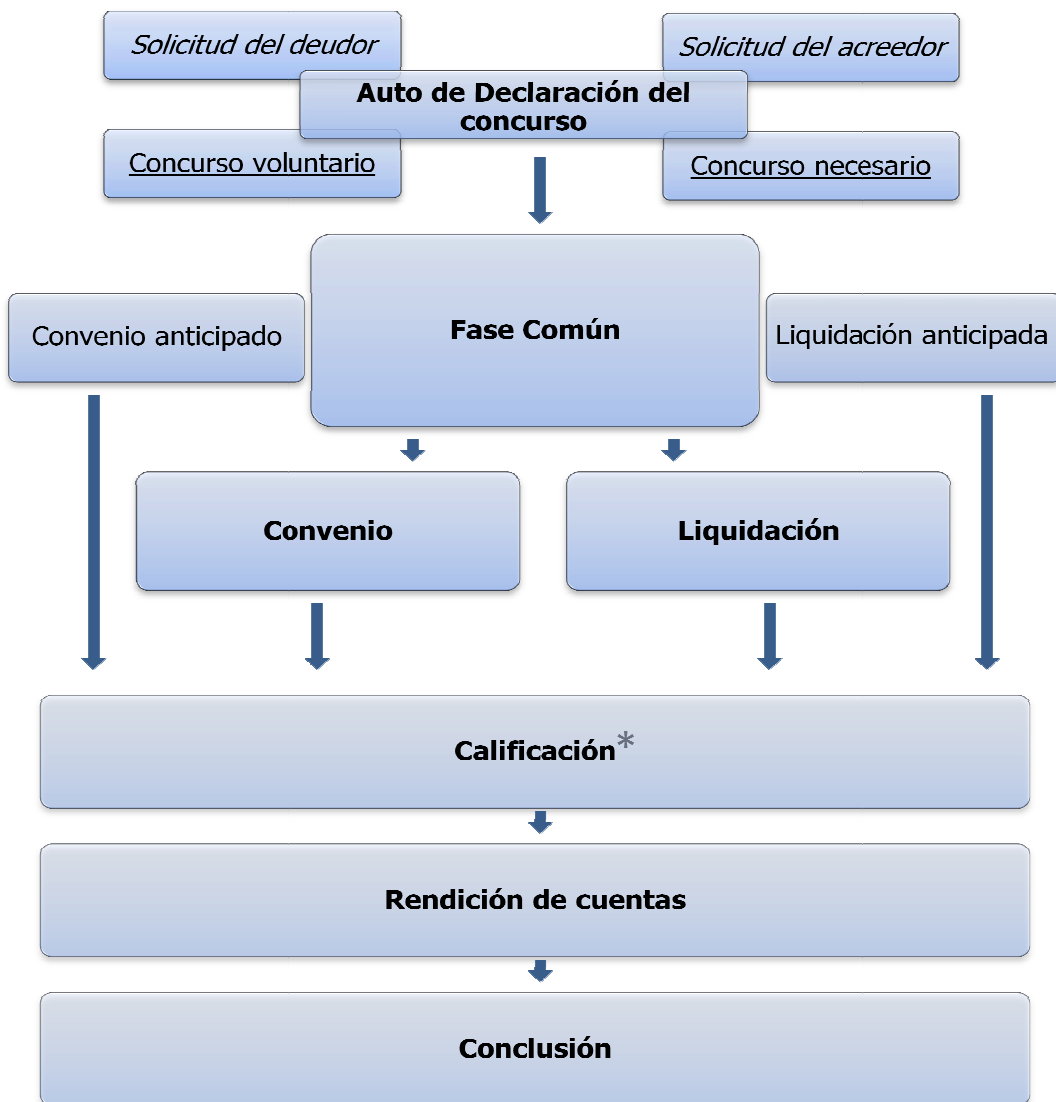 Solicitud del deudor
Solicitud del acreedor
Auto de Declaración del
concurso
Concurso voluntario
Concurso necesario
Convenio anticipado
Fase Común
Liquidación anticipada
Convenio
Liquidación
Calificación*
Rendición de cuentas
Conclusión